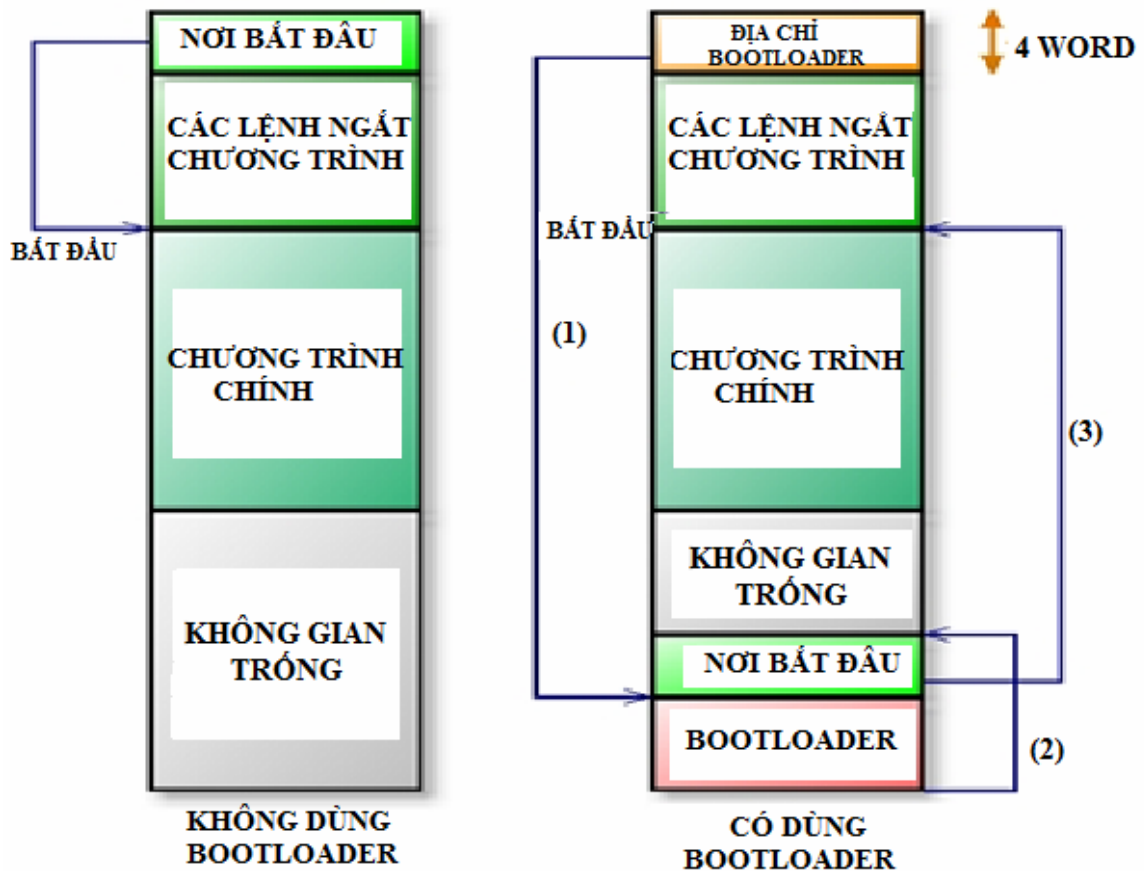 NƠI BẮT ĐÂU
CÁC LỆNH NGẮT
CHƯƠNG TRÌNH
BẮT ĐẦU
CHƯƠNG TRÌNH
CHÍNH
KHÔNG GIAN
TRỐNG
KHÔNG DÙNG
BOOTLOADER
ĐỊA CHỈ
BOOTLOADER
4 WORD
CÁC LỆNH NGẮT
CHƯƠNG TRÌNH
BẮT ĐẦU
(1)
CHƯƠNG TRÌNH
CHÍNH
(3)
KHÔNG GIAN
TRỐNG
NƠI BẮT ĐÂU
BOOTLOADER
(2)
CÓ DÙNG
BOOTLOADER